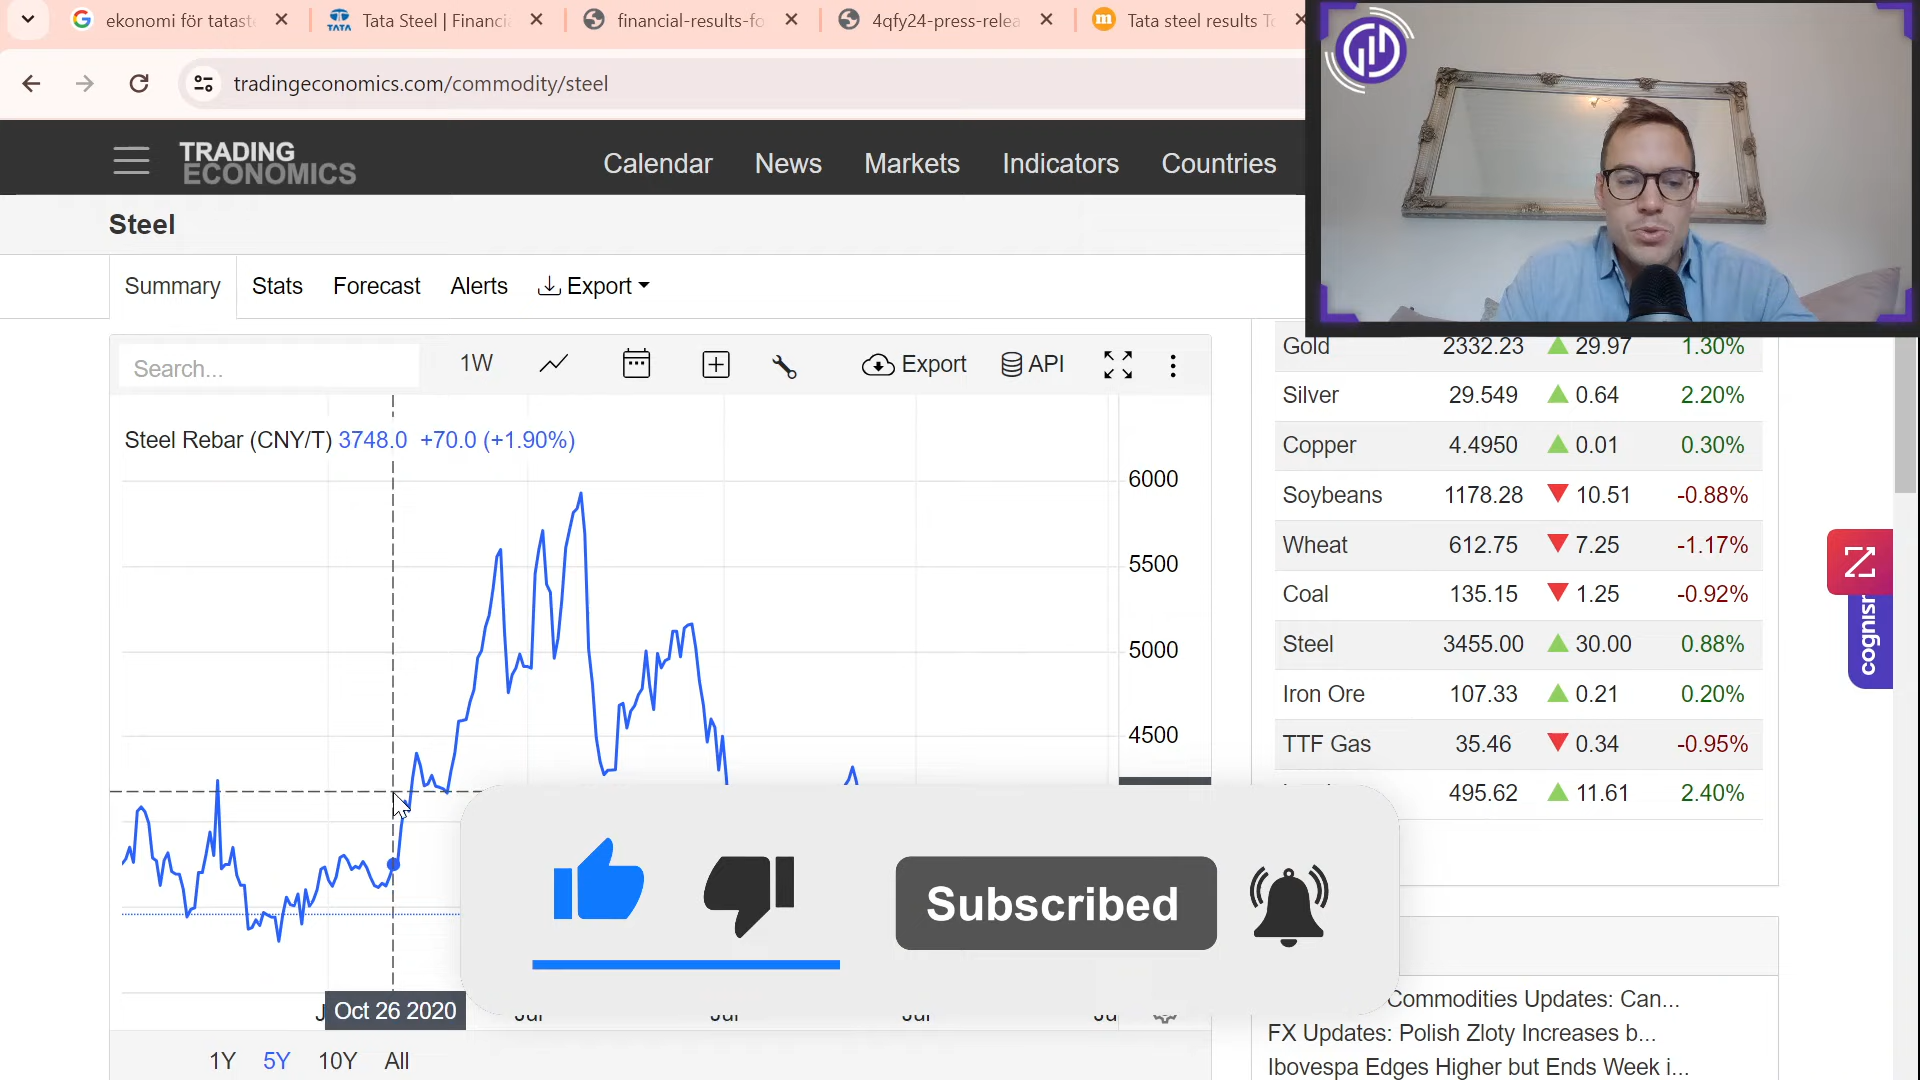 ekonomi för tatast
Tata Steel | Financi
financial-results-fo
4qfy24-press-relea
Tata steel results
TATA
tradingeconomics.com/commodity/steel
TRADING
ECONOMICS
Calendar News Markets Indicators Countries
Steel
Summary Stats Forecast Alerts Export
Search... 1W Export API
Steel Rebar (CNY/T) 3748.0 +70.0 (+1.90%)
6000
5500
5000
4500
Oct 26 2020
Jul
Jul
Jul
1Y 5Y 10Y All
Gold 2332.23 29.97 1.30%
Silver 29.549 0.64 2.20%
Copper 4.4950 0.01 0.30%
Soybeans 1178.28 10.51 -0.88%
Wheat 612.75 7.25 -1.17%
Coal 135.15 1.25 -0.92%
Steel 3455.00 30.00 0.88%
Iron Ore 107.33 0.21 0.20%
TTF Gas 35.46 0.34 -0.95%
495.62 11.61 2.40%
Subscribed
Commodities Updates: Can...
FX Updates: Polish Zloty Increases b...
Ibovespa Edges Higher but Ends Week i...